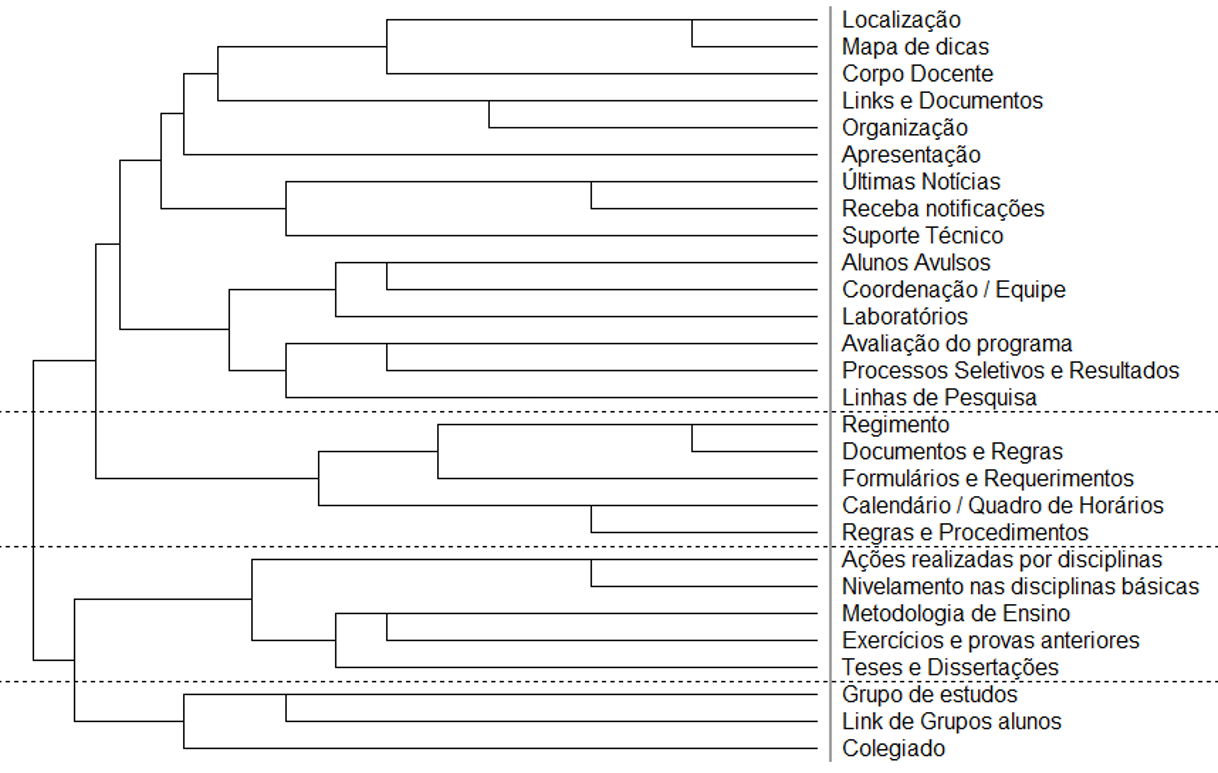 Localização
Mapa de dicas
Corpo Docente
Links e Documentos
Organização
Apresentação
Últimas Notícias
Receba notificações
Suporte Técnico
Alunos Avulsos
Coordenação / Equipe
Laboratórios
Avaliação do programa
Processos Seletivos e Resultados
Linhas de Pesquisa
Regimento
Documentos e Regras
Formulários e Requerimentos
Calendário / Quadro de Horários
Regras e Procedimentos
Ações realizadas por disciplinas
Nivelamento nas disciplinas básicas
Metodologia de Ensino
Exercícios e provas anteriores
Teses e Dissertações
Grupo de estudos
Link de Grupos alunos
Colegiado